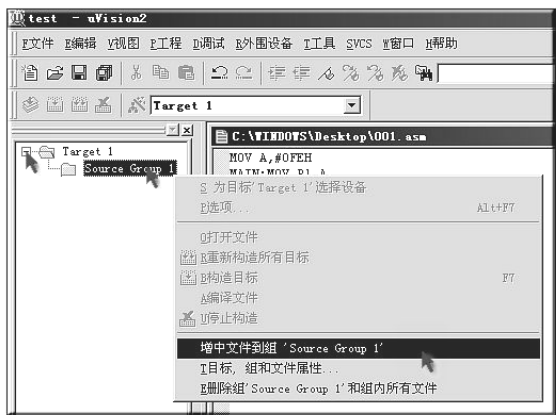 test - uVision2
F文件 E编辑 V视图 P工程 D调试 R外围设备 T工具 SVCS W窗口 H帮助
Target 1
C:\WINDOWS\Desktop\001.asm
Target 1
Source Group 1
MOV A,#0FEH
MAIN:MOV P1,A
S 为目标'Target 1'选择设备
P选项... Alt+F7
O打开文件
R重新构造所有目标
B构造目标 F7
A编译文件
U停止构造
增中文件到组 'Source Group 1'
T目标, 组和文件属性...
E删除组'Source Group 1'和组内所有文件